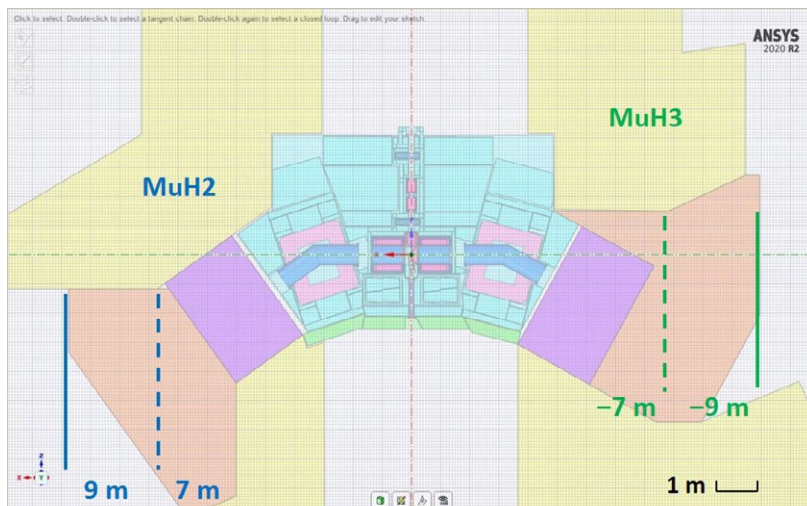 Click to select. Double-click to select a tangent chain. Double-click again to select a closed loop. Drag to edit your sketch.
ANSYS
2020 R2
MuH3
MuH2
X
−7 m
−9 m
Z
X
Y
9 m
7 m
1 m